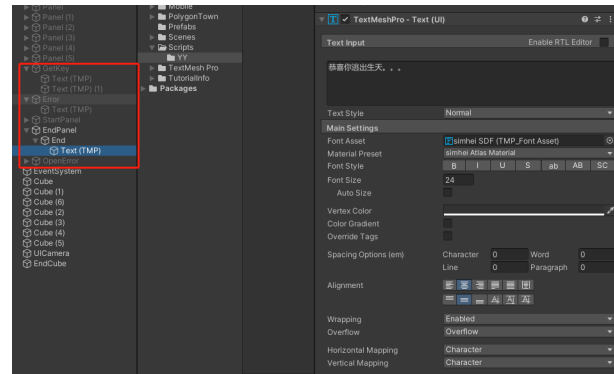 Panel
Panel (1)
Panel (2)
Panel (3)
Panel (4)
Panel (5)
GetKey
Text (TMP)
Text (TMP) (1)
Error
Text (TMP)
StartPanel
EndPanel
End
Text (TMP)
OpenError
EventSystem
Cube
Cube (1)
Cube (6)
Cube (2)
Cube (3)
Cube (4)
Cube (5)
UICamera
EndCube
Mobile
PolygonTown
Prefabs
Scenes
Scripts
YY
TextMesh Pro
TutorialInfo
Packages
TextMeshPro - Text (UI)
Text Input Enable RTL Editor
恭喜你逃出生天。。。
Text Style Normal
Main Settings
Font Asset simhei SDF (TMP_Font Asset)
Material Preset simhei Atlas Material
Font Style B I U S ab AB SC
Font Size 24
Auto Size
Vertex Color
Color Gradient
Override Tags
Spacing Options (em) Character 0 Word 0
Line 0 Paragraph 0
Alignment
Wrapping Enabled
Overflow Overflow
Horizontal Mapping Character
Vertical Mapping Character